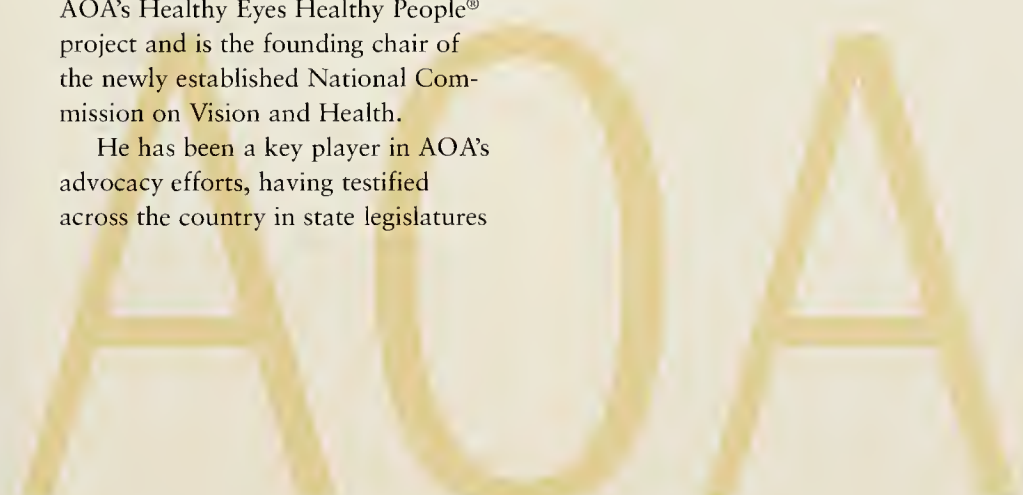 AOA's Healthy Eyes Healthy People®
project and is the founding chair of
the newly established National Com-
mission on Vision and Health.
He has been a key player in AOA's
advocacy efforts, having testified
across the country in state legislatures
AOA